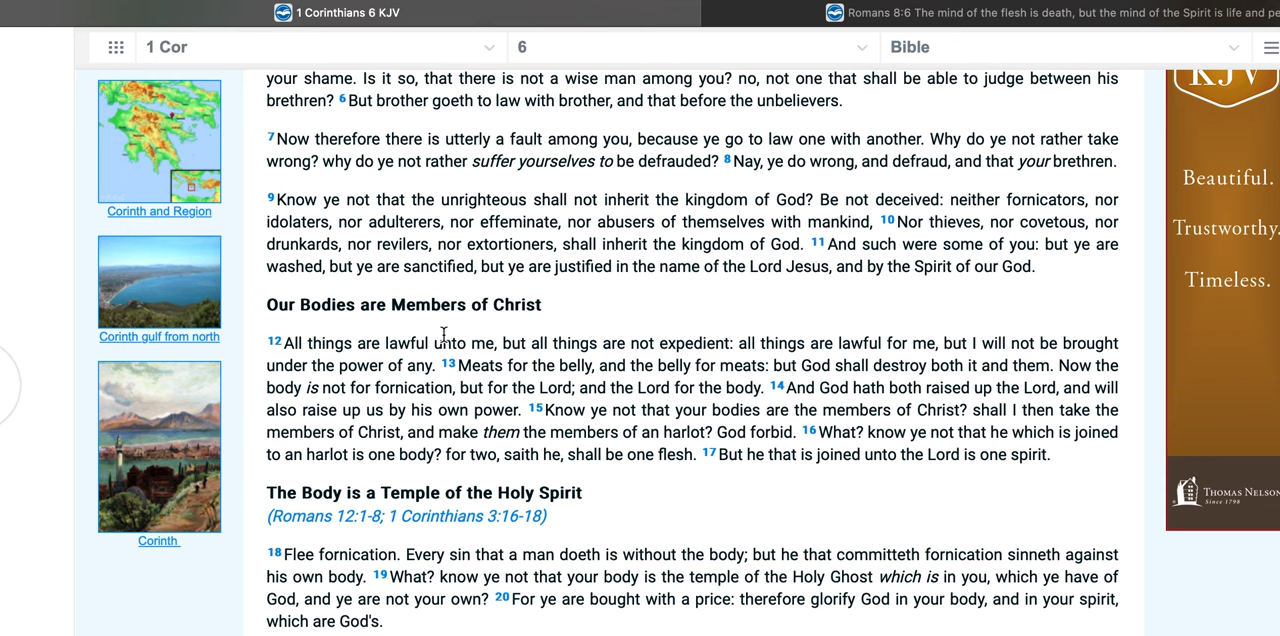 1 Corinthians 6 KJV
Romans 8:6 The mind of the flesh is death, but the mind of the Spirit is life and pe
1 Cor
6
Bible
your shame. Is it so, that there is not a wise man among you? no, not one that shall be able to judge between his
brethren? 6 But brother goeth to law with brother, and that before the unbelievers.
7 Now therefore there is utterly a fault among you, because ye go to law one with another. Why do ye not rather take
wrong? why do ye not rather suffer yourselves to be defrauded? 8 Nay, ye do wrong, and defraud, and that your brethren.
9 Know ye not that the unrighteous shall not inherit the kingdom of God? Be not deceived: neither fornicators, nor
idolaters, nor adulterers, nor effeminate, nor abusers of themselves with mankind, 10 Nor thieves, nor covetous, nor
drunkards, nor revilers, nor extortioners, shall inherit the kingdom of God. 11 And such were some of you: but ye are
washed, but ye are sanctified, but ye are justified in the name of the Lord Jesus, and by the Spirit of our God.
Our Bodies are Members of Christ
12 All things are lawful unto me, but all things are not expedient: all things are lawful for me, but I will not be brought
under the power of any. 13 Meats for the belly, and the belly for meats: but God shall destroy both it and them. Now the
body is not for fornication, but for the Lord; and the Lord for the body. 14 And God hath both raised up the Lord, and will
also raise up us by his own power. 15 Know ye not that your bodies are the members of Christ? shall I then take the
members of Christ, and make them the members of an harlot? God forbid. 16 What? know ye not that he which is joined
to an harlot is one body? for two, saith he, shall be one flesh. 17 But he that is joined unto the Lord is one spirit.
The Body is a Temple of the Holy Spirit
(Romans 12:1-8; 1 Corinthians 3:16-18)
18 Flee fornication. Every sin that a man doeth is without the body; but he that committeth fornication sinneth against
his own body. 19 What? know ye not that your body is the temple of the Holy Ghost which is in you, which ye have of
God, and ye are not your own? 20 For ye are bought with a price: therefore glorify God in your body, and in your spirit,
which are God's.
Corinth and Region
Corinth gulf from north
Corinth
KJV
Beautiful.
Trustworthy.
Timeless.
THOMAS NELSON
Since 1798